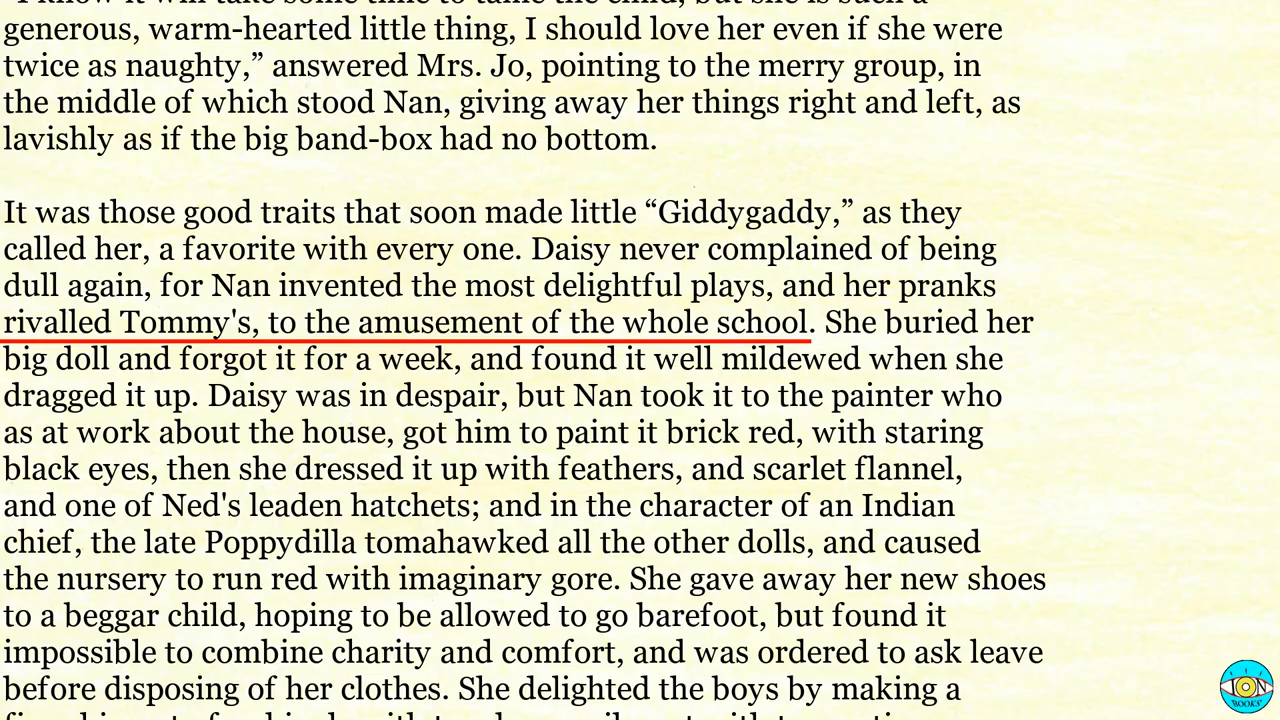 generous, warm-hearted little thing, I should love her even if she were
twice as naughty,” answered Mrs. Jo, pointing to the merry group, in
the middle of which stood Nan, giving away her things right and left, as
lavishly as if the big band-box had no bottom.
It was those good traits that soon made little “Giddygaddy,” as they
called her, a favorite with every one. Daisy never complained of being
dull again, for Nan invented the most delightful plays, and her pranks
rivalled Tommy's, to the amusement of the whole school. She buried her
big doll and forgot it for a week, and found it well mildewed when she
dragged it up. Daisy was in despair, but Nan took it to the painter who
as at work about the house, got him to paint it brick red, with staring
black eyes, then she dressed it up with feathers, and scarlet flannel,
and one of Ned's leaden hatchets; and in the character of an Indian
chief, the late Poppydilla tomahawked all the other dolls, and caused
the nursery to run red with imaginary gore. She gave away her new shoes
to a beggar child, hoping to be allowed to go barefoot, but found it
impossible to combine charity and comfort, and was ordered to ask leave
before disposing of her clothes. She delighted the boys by making a
ION
BOOKS